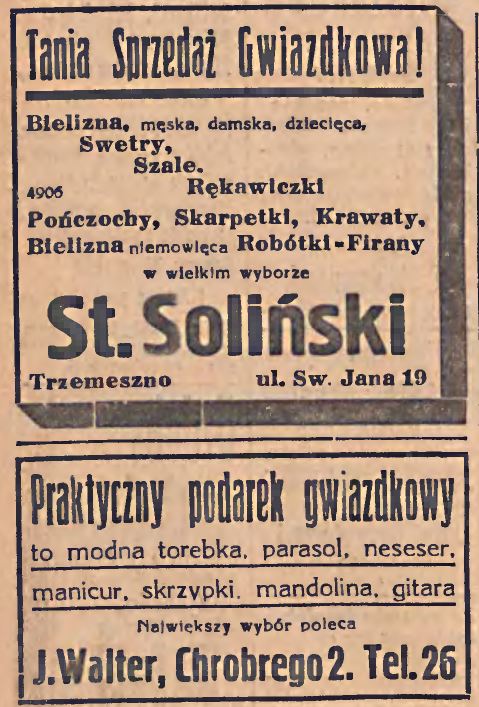 Tania Sprzedaż Gwiazdkowa!
Bielizna, męska, damska, dziecięca,
Swetry,
Szale.
4906 Rękawiczki
Pończochy, Skarpetki, Krawaty,
Bielizna niemowlęca Robótki-Firany
w wielkim wyborze
St. Soliński
Trzemeszno ul. Sw. Jana 19
Praktyczny podarek gwiazdkowy
to modna torebka, parasol, neseser,
manicur, skrzypki, mandolina, gitara
Największy wybór poleca
J. Walter, Chrobrego 2. Tel. 26